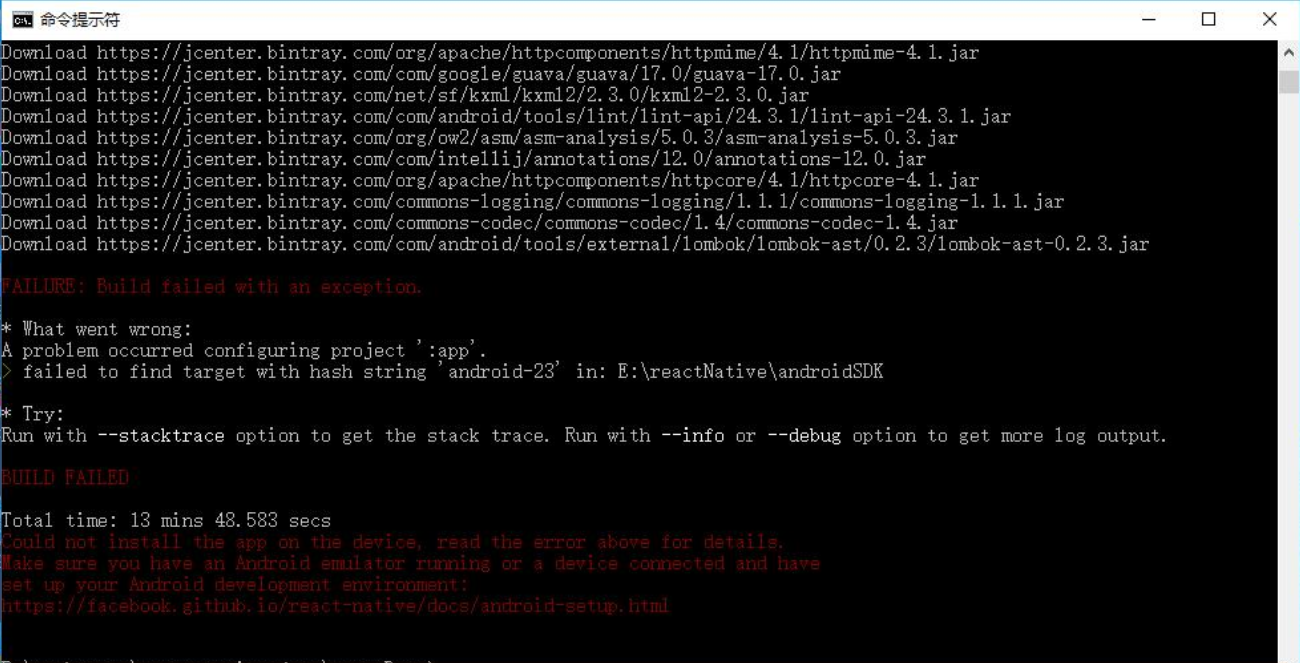 命令提示符
Download https://jcenter.bintray.com/org/apache/httpcomponents/httpmime/4.1/httpmime-4.1.jar
Download https://jcenter.bintray.com/com/google/guava/guava/17.0/guava-17.0.jar
Download https://jcenter.bintray.com/net/sf/kxml/kxml2/2.3.0/kxml2-2.3.0.jar
Download https://jcenter.bintray.com/com/android/tools/lint/lint-api/24.3.1/lint-api-24.3.1.jar
Download https://jcenter.bintray.com/org/ow2/asm/asm-analysis/5.0.3/asm-analysis-5.0.3.jar
Download https://jcenter.bintray.com/com/intellij/annotations/12.0/annotations-12.0.jar
Download https://jcenter.bintray.com/org/apache/httpcomponents/httpcore/4.1/httpcore-4.1.jar
Download https://jcenter.bintray.com/commons-logging/commons-logging/1.1.1/commons-logging-1.1.1.jar
Download https://jcenter.bintray.com/commons-codec/commons-codec/1.4/commons-codec-1.4.jar
Download https://jcenter.bintray.com/com/android/tools/external/lombok/lombok-ast/0.2.3/lombok-ast-0.2.3.jar
FAILURE: Build failed with an exception.
* What went wrong:
A problem occurred configuring project ':app'.
> failed to find target with hash string 'android-23' in: E:\reactNative\androidSDK
* Try:
Run with --stacktrace option to get the stack trace. Run with --info or --debug option to get more log output.
BUILD FAILED
Total time: 13 mins 48.583 secs
Could not install the app on the device, read the error above for details.
Make sure you have an Android emulator running or a device connected and have
set up your Android development environment:
https://facebook.github.io/react-native/docs/android-setup.html